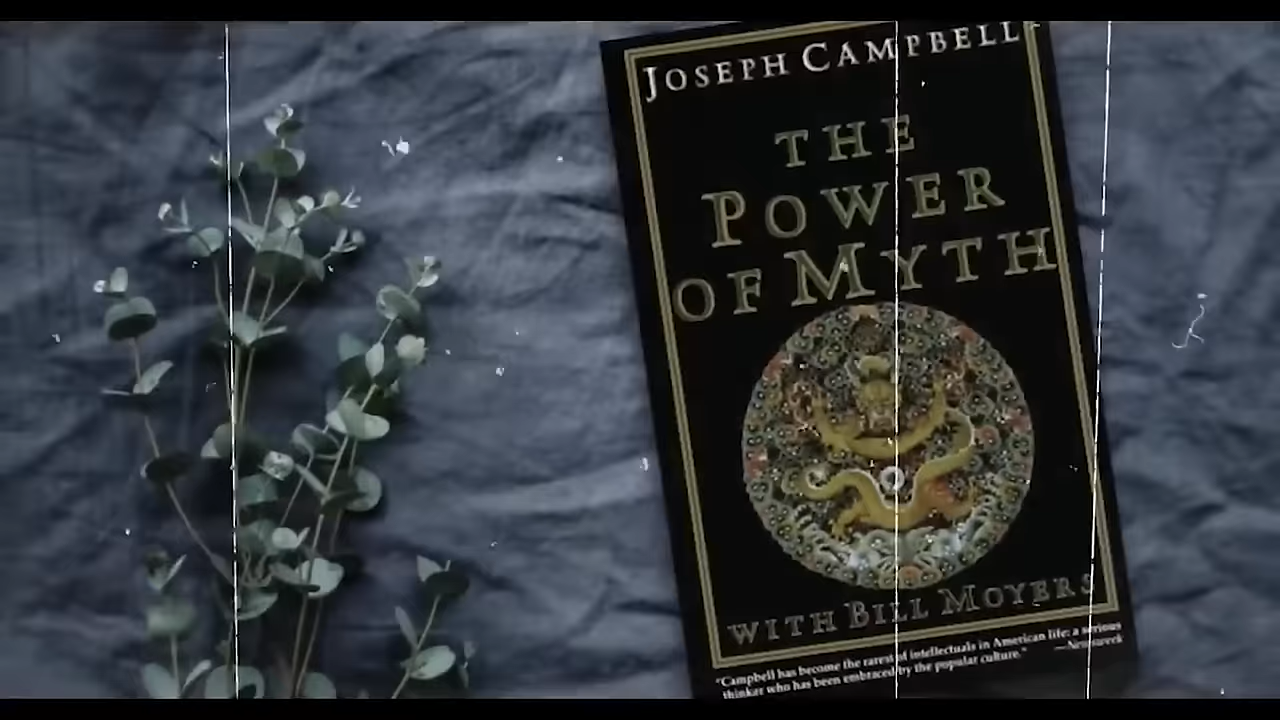 JOSEPH CAMPBELL
THE
POWER
OF MYTH
WITH BILL MOYERS
"Campbell has become the rarest of intellectuals in American life: a serious
thinker who has been embraced by the popular culture." —Newsweek